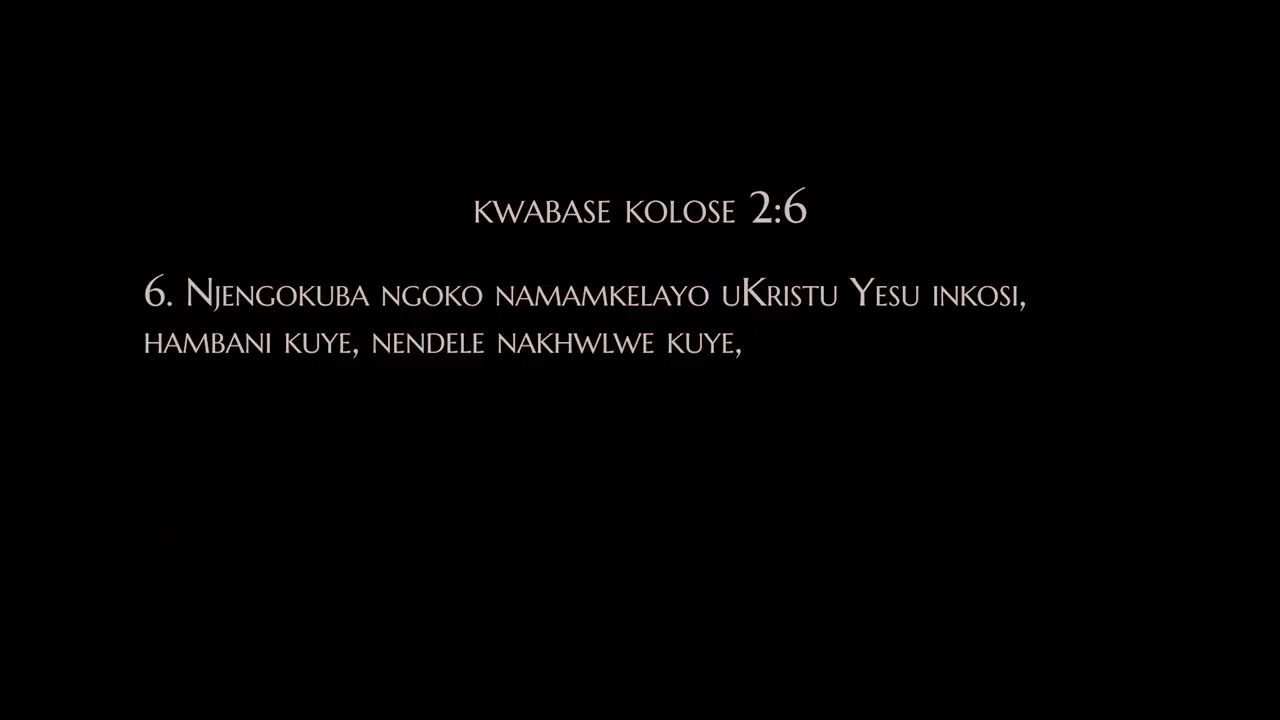 kwabase kolose 2:6
6. Njengokuba ngoko namamkelayo uKristu Yesu inkosi,
hambani kuye, nendele nakhwlwe kuye,